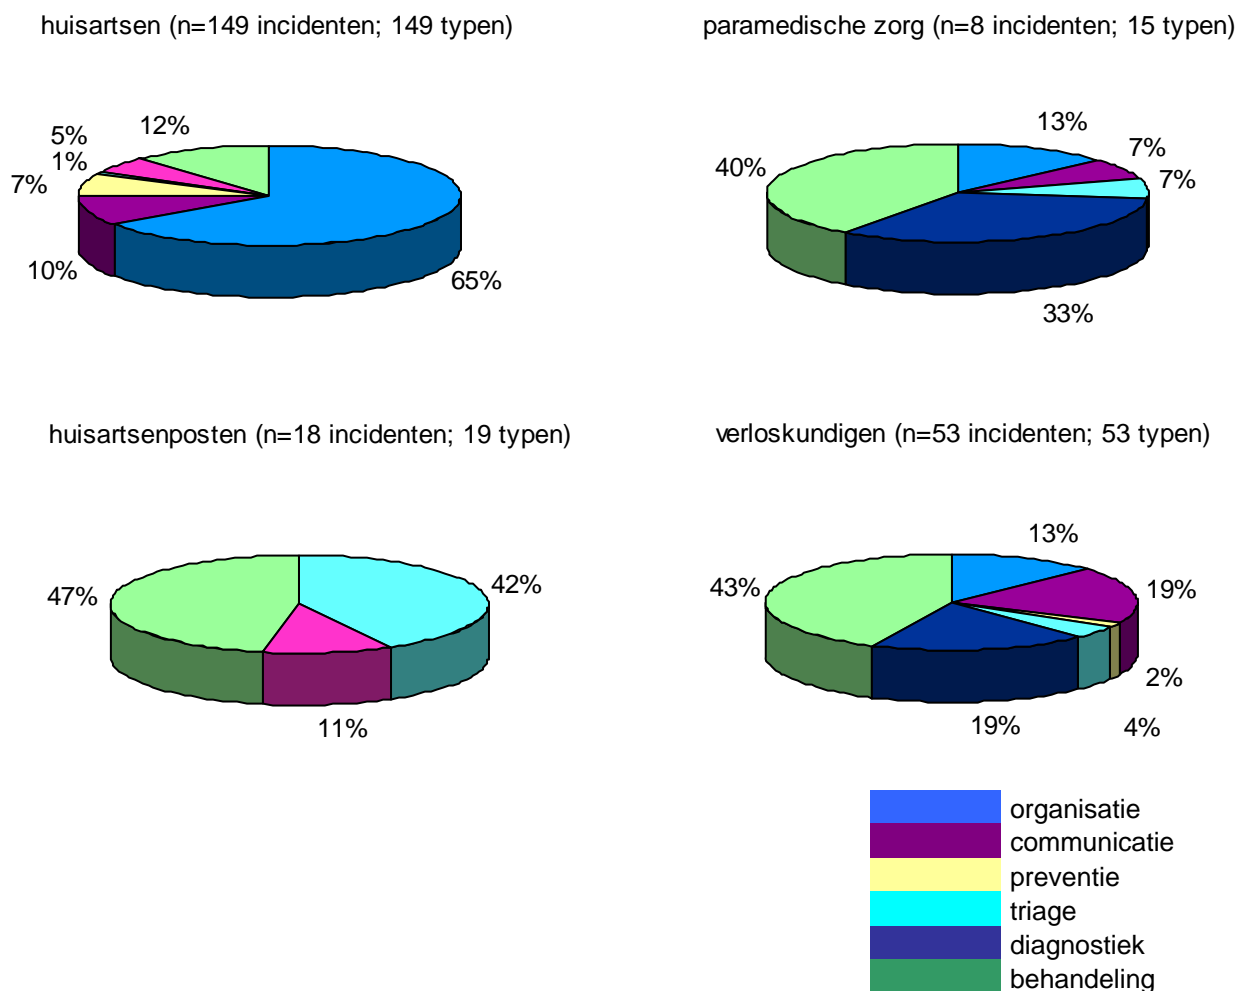 huisartsen (n=149 incidenten; 149 typen)
5%
12%
1%
7%
10%
65%
paramedische zorg (n=8 incidenten; 15 typen)
13%
7%
40%
7%
33%
huisartsenposten (n=18 incidenten; 19 typen)
47%
42%
11%
verloskundigen (n=53 incidenten; 53 typen)
13%
43%
19%
2%
19%
4%
organisatie
communicatie
preventie
triage
diagnostiek
behandeling